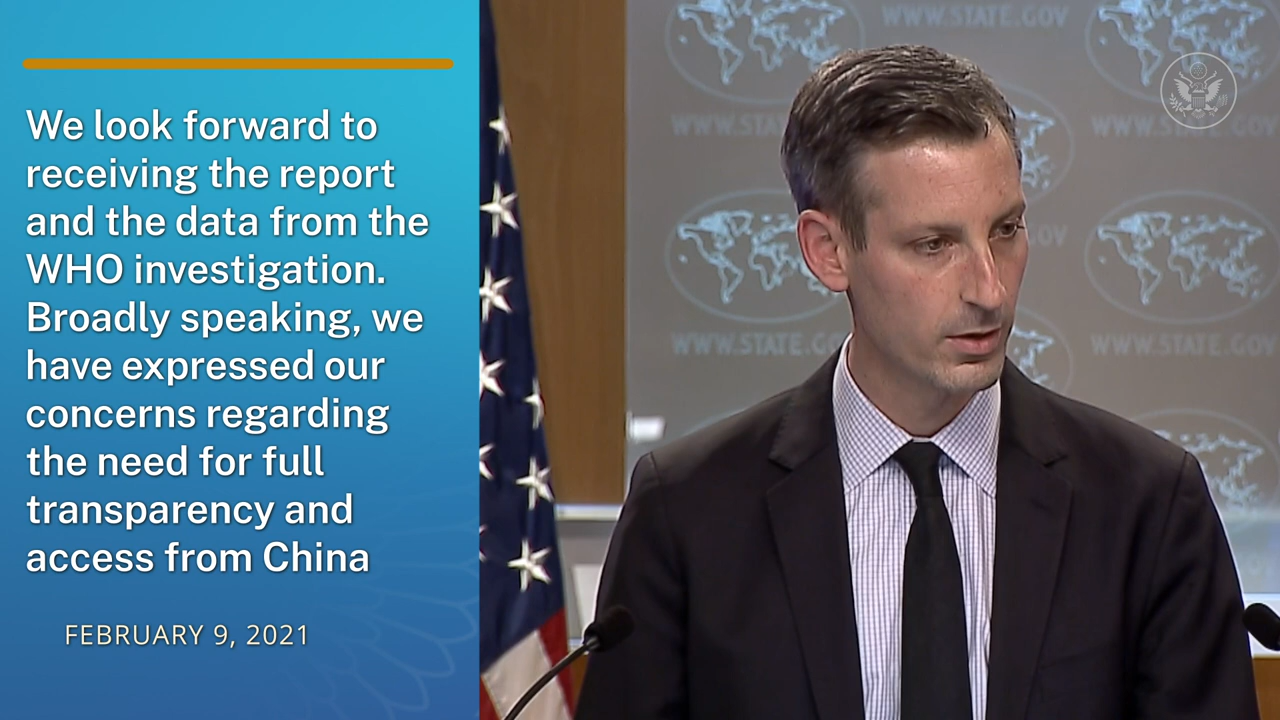 We look forward to
receiving the report
and the data from the
WHO investigation.
Broadly speaking, we
have expressed our
concerns regarding
the need for full
transparency and
access from China
FEBRUARY 9, 2021
WWW.STATE.GOV
WWW.STATE.GOV
WWW.STATE.GO
WWW.STATE.GOV